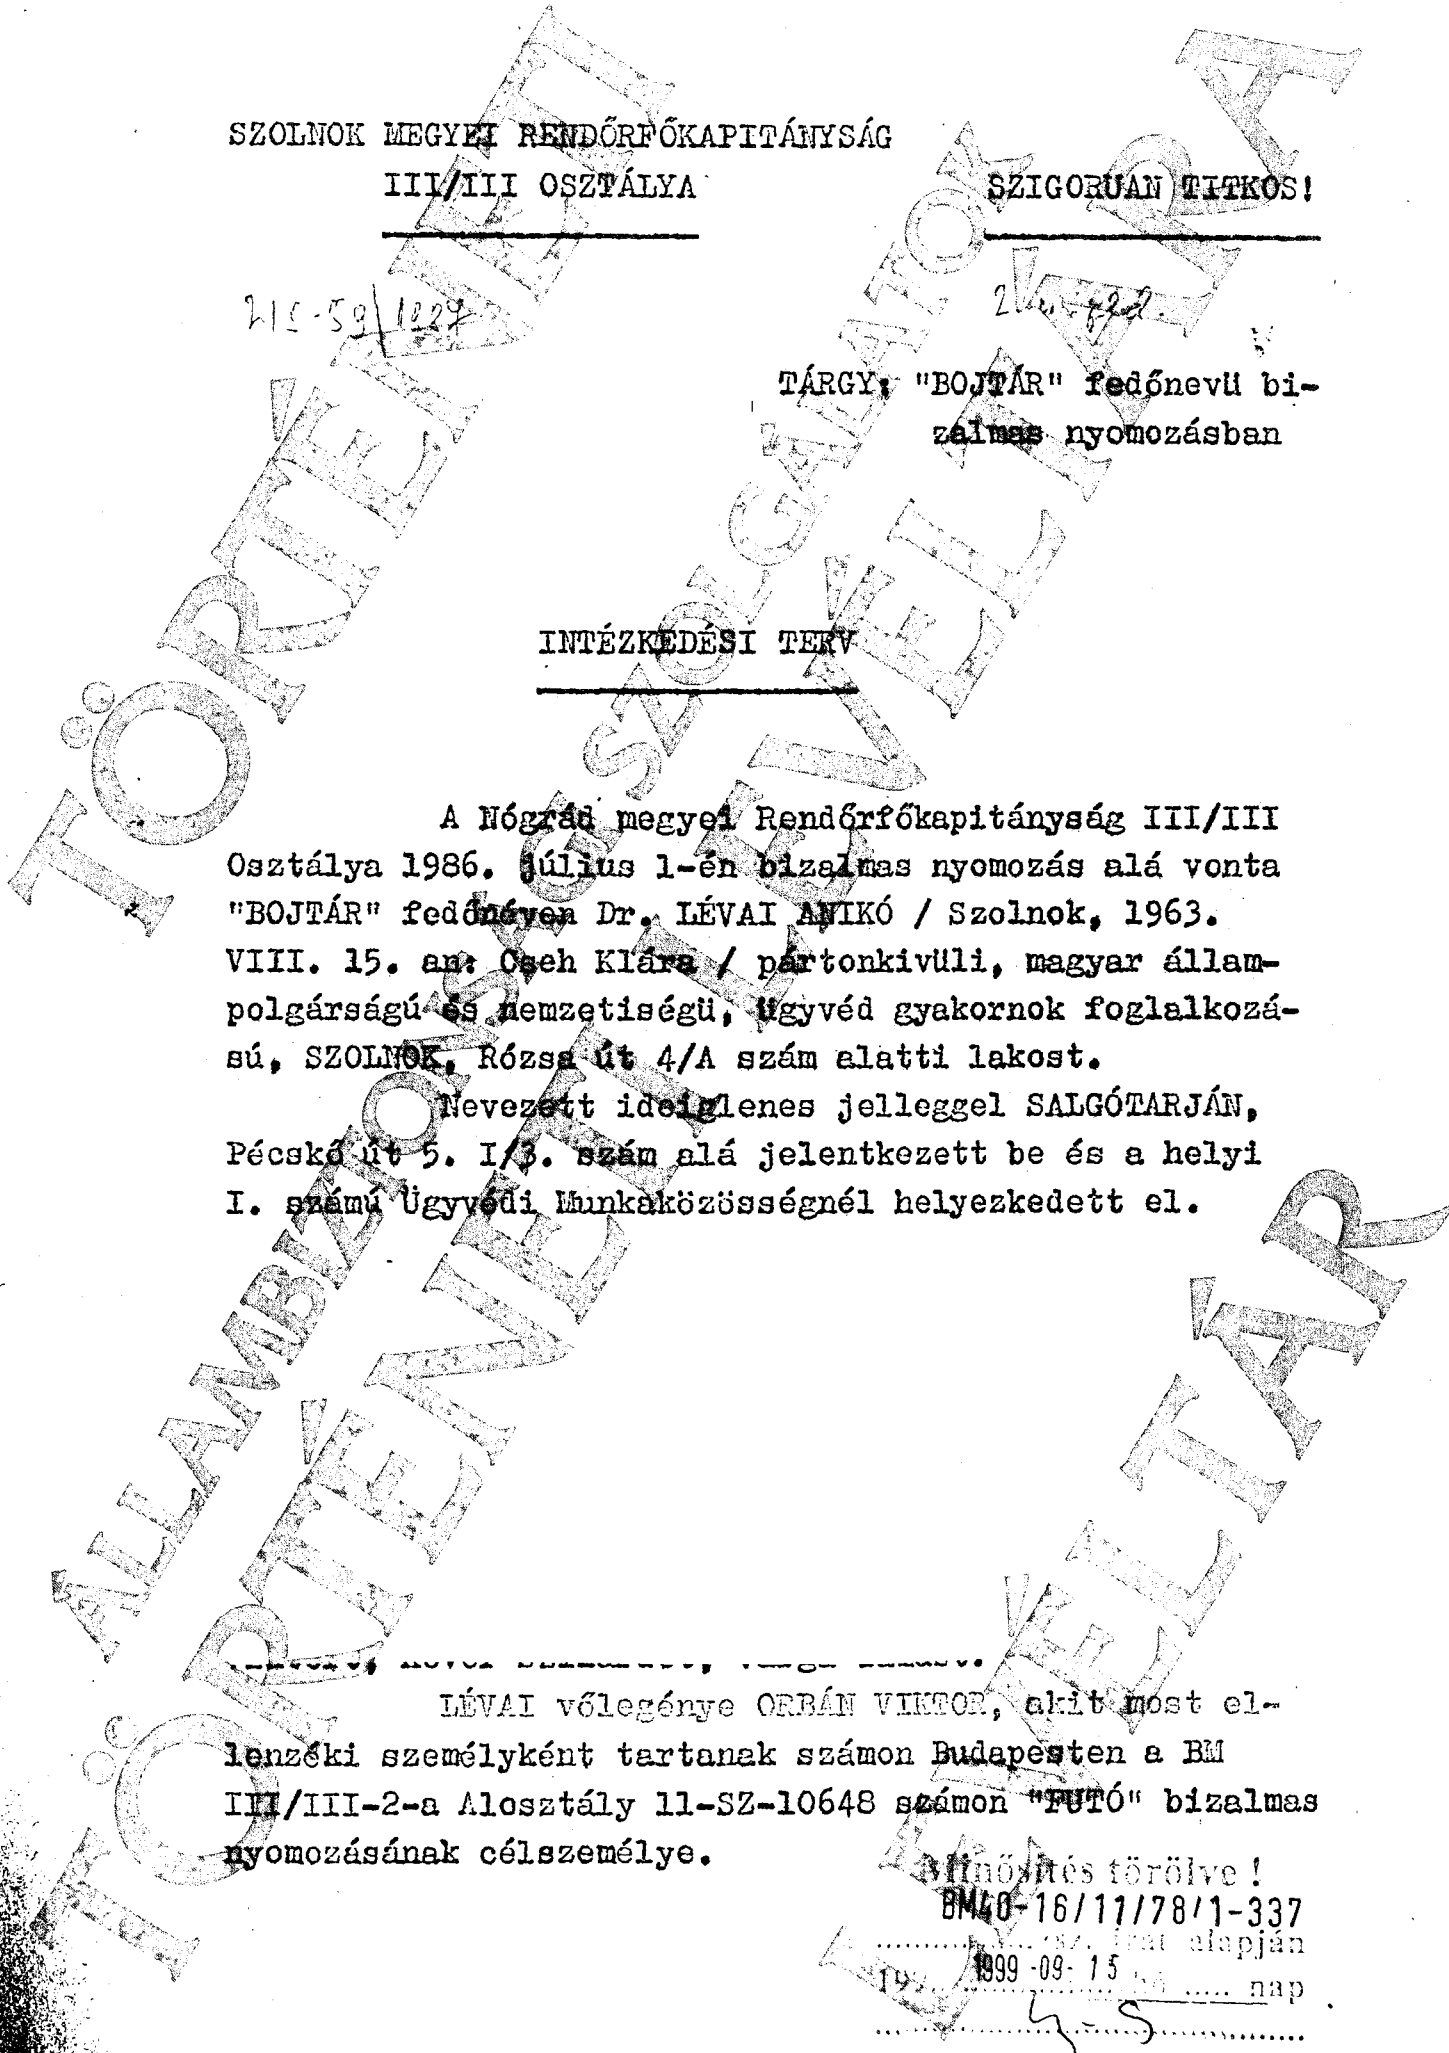 SZOLNOK MEGYEI RENDŐRFŐKAPITÁNYSÁG
III/III OSZTÁLYA
SZIGORUAN TITKOS!
TÁRGY: "BOJTÁR" fedőnevü bi-
zalmas nyomozásban
INTÉZKEDÉSI TERV
A Nógrád megyei Rendőrfőkapitányság III/III
Osztálya 1986. július 1-én bizalmas nyomozás alá vonta
"BOJTÁR" fedőnéven Dr. LÉVAI ANIKÓ / Szolnok, 1963.
VIII. 15. an: Cseh Klára / pártonkivüli, magyar állam-
polgárságú és nemzetiségü, ügyvéd gyakornok foglalkozá-
sú, SZOLNOK, Rózsa út 4/A szám alatti lakost.
Nevezett ideiglenes jelleggel SALGÓTARJÁN,
Pécskő út 5. I/3. szám alá jelentkezett be és a helyi
I. számú Ügyvédi Munkaközösségnél helyezkedett el.
LÉVAI vőlegénye ORBÁN VIKTOR, akit most el-
lenzéki személyként tartanak számon Budapesten a BM
III/III-2-a Alosztály 11-SZ-10648 számon "FUTÓ" bizalmas
nyomozásának célszemélye.
Minősítés törölve!
BM40-16/11/78/1-337
sz. irat alapján
19 1999-09-15 nap
ÁLLAMBIZTONSÁGI SZOLGÁLATOK
TÖRTÉNETI LEVÉLTÁRA
TÖRTÉNETI
LEVÉLTÁR